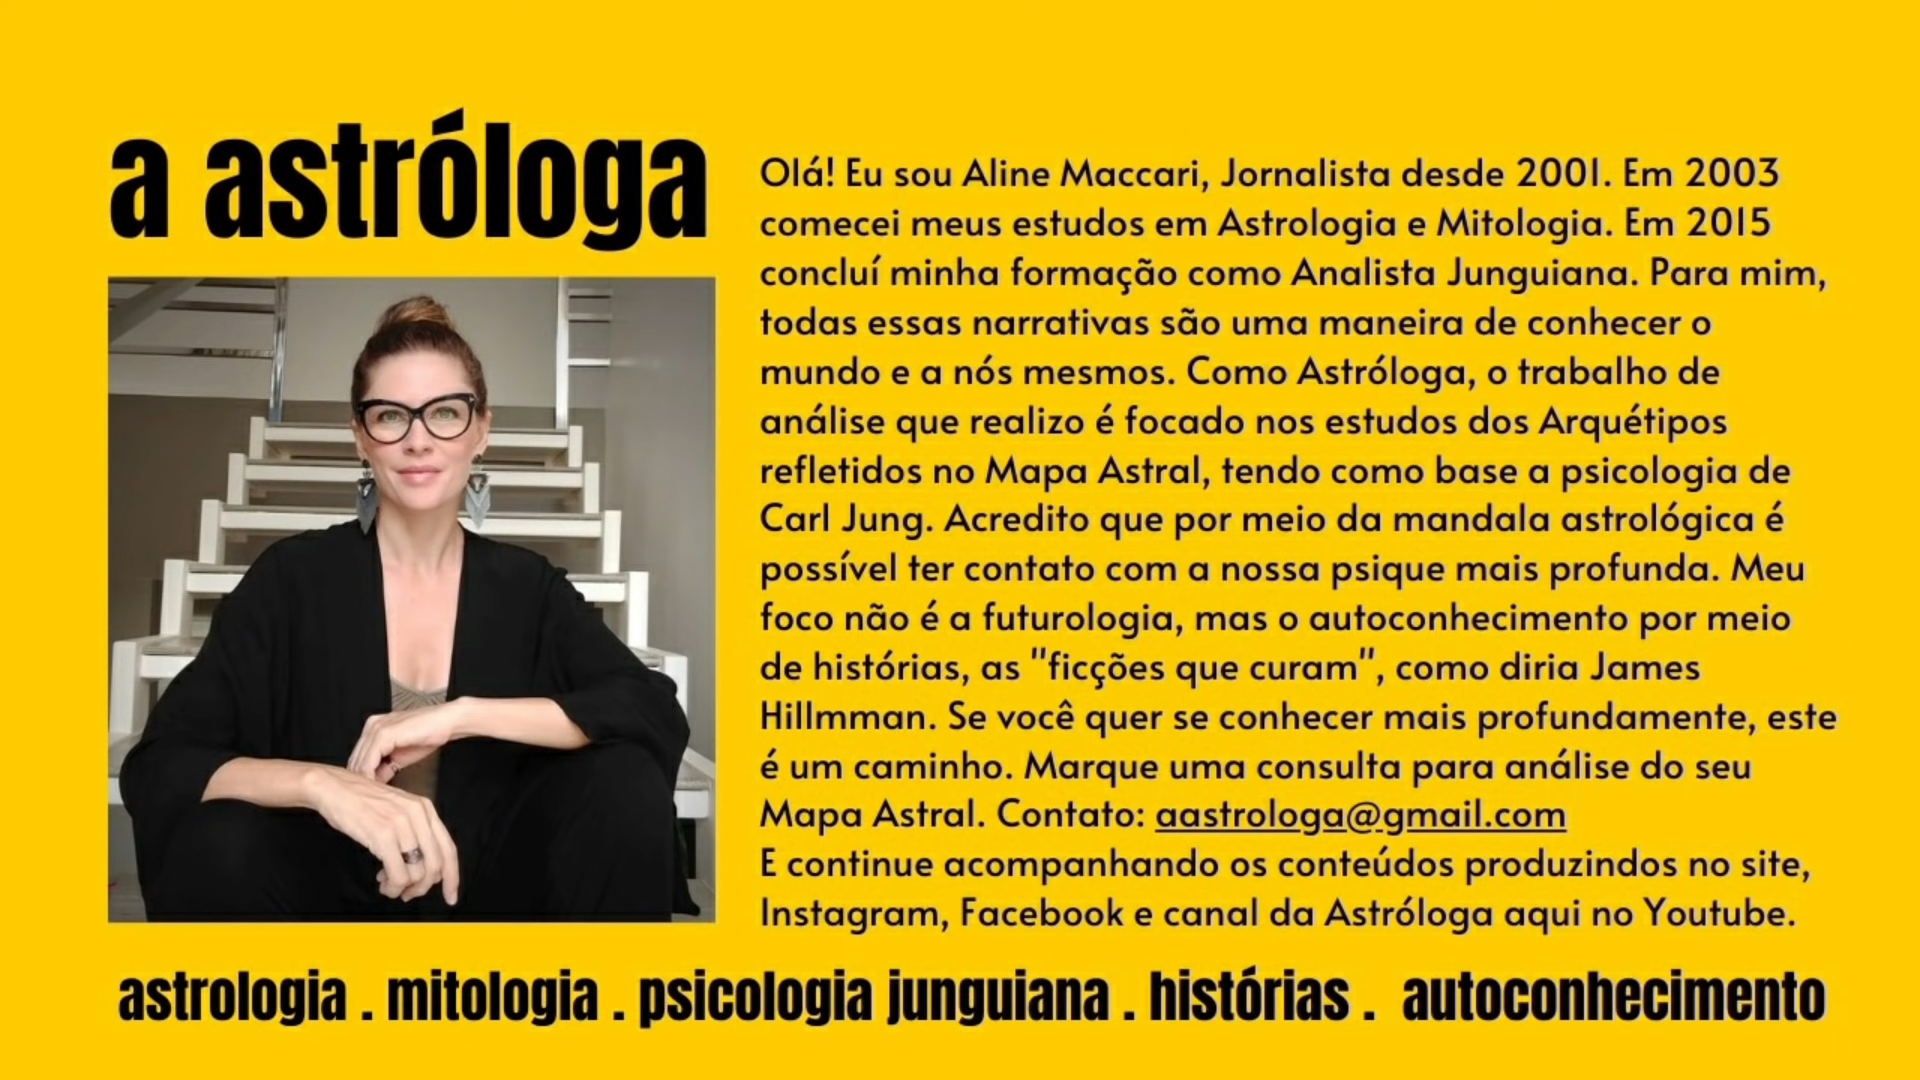 a astróloga
Olá! Eu sou Aline Maccari, Jornalista desde 2001. Em 2003
comecei meus estudos em Astrologia e Mitologia. Em 2015
concluí minha formação como Analista Junguiana. Para mim,
todas essas narrativas são uma maneira de conhecer o
mundo e a nós mesmos. Como Astróloga, o trabalho de
análise que realizo é focado nos estudos dos Arquétipos
refletidos no Mapa Astral, tendo como base a psicologia de
Carl Jung. Acredito que por meio da mandala astrológica é
possível ter contato com a nossa psique mais profunda. Meu
foco não é a futurologia, mas o autoconhecimento por meio
de histórias, as "ficções que curam", como diria James
Hillmman. Se você quer se conhecer mais profundamente, este
é um caminho. Marque uma consulta para análise do seu
Mapa Astral. Contato: aastrologa@gmail.com
E continue acompanhando os conteúdos produzindos no site,
Instagram, Facebook e canal da Astróloga aqui no Youtube.
astrologia . mitologia . psicologia junguiana . histórias . autoconhecimento